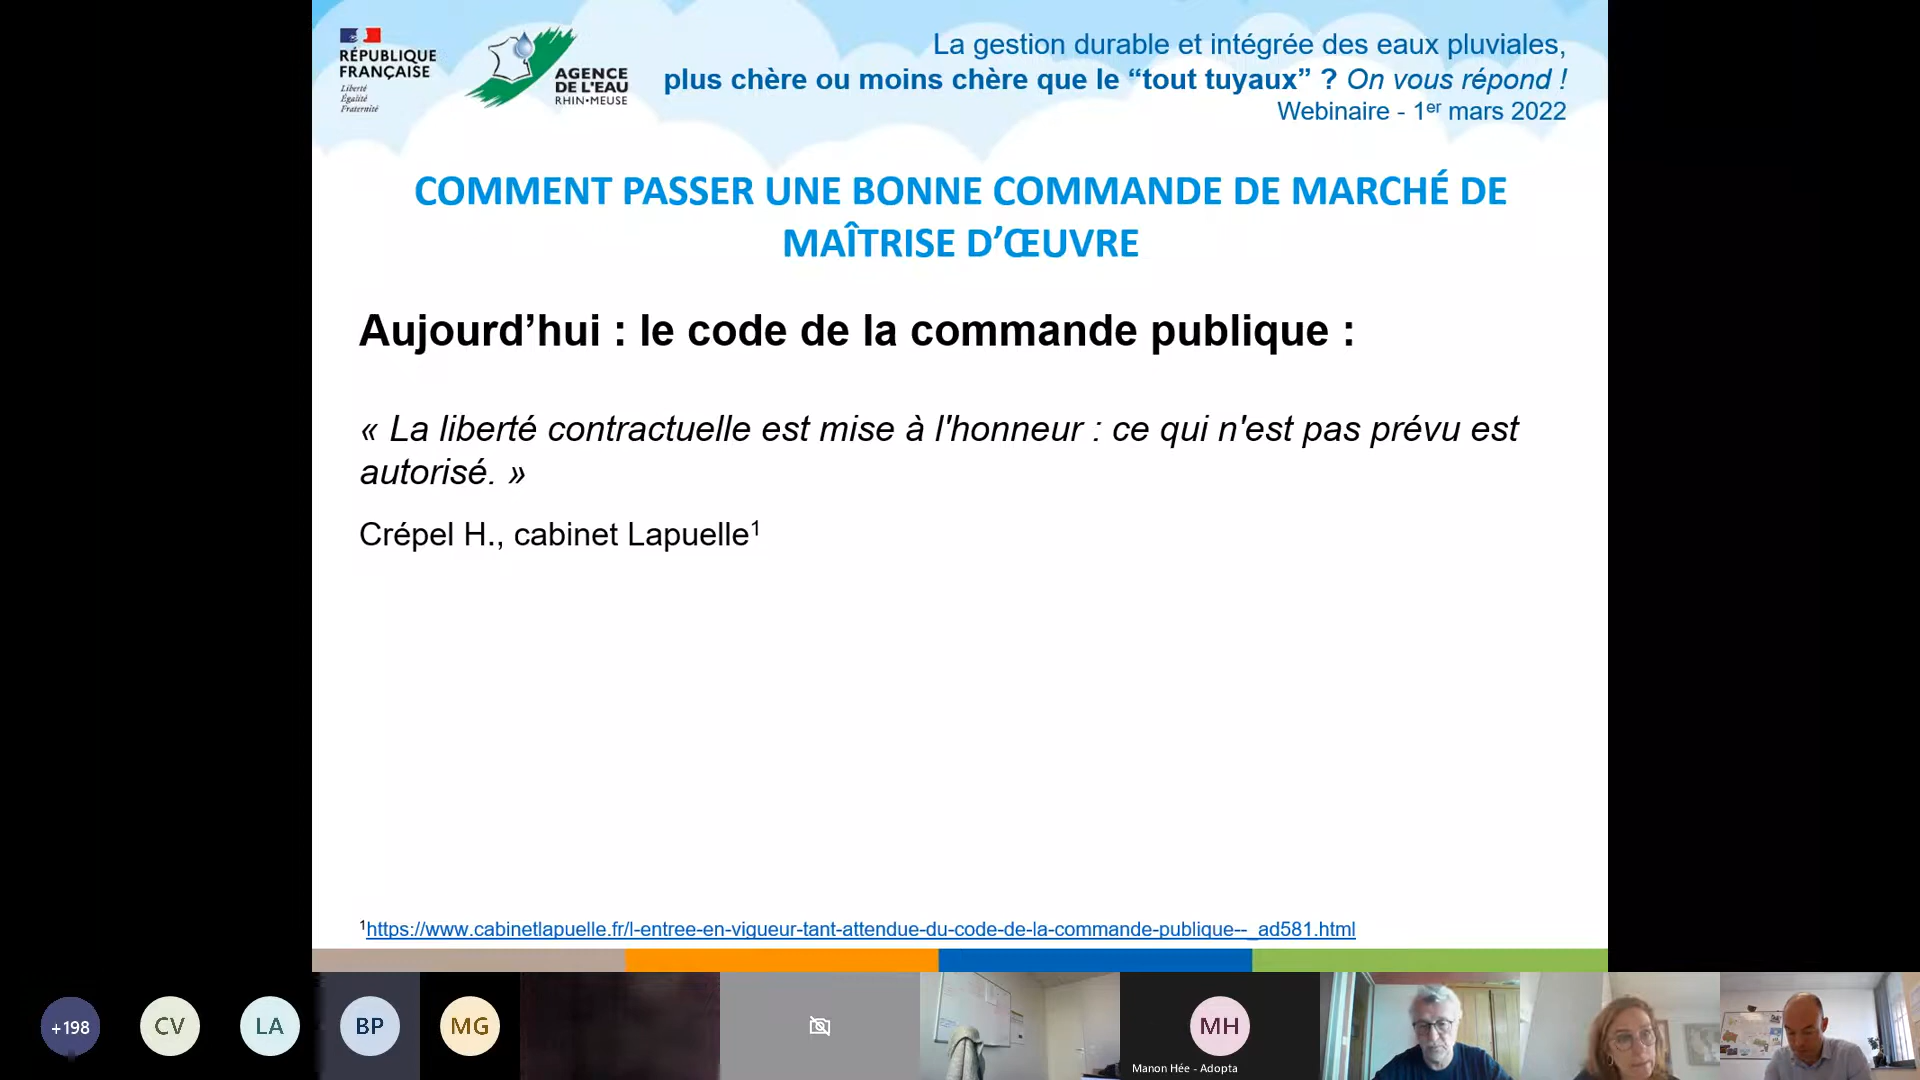 RÉPUBLIQUE
FRANÇAISE
Liberté
Égalité
Fraternité
AGENCE
DE L'EAU
RHIN•MEUSE
La gestion durable et intégrée des eaux pluviales,
plus chère ou moins chère que le “tout tuyaux” ? On vous répond !
Webinaire - 1er mars 2022
COMMENT PASSER UNE BONNE COMMANDE DE MARCHÉ DE
MAÎTRISE D’ŒUVRE
Aujourd’hui : le code de la commande publique :
« La liberté contractuelle est mise à l'honneur : ce qui n'est pas prévu est
autorisé. »
Crépel H., cabinet Lapuelle1
1https://www.cabinetlapuelle.fr/l-entree-en-vigueur-tant-attendue-du-code-de-la-commande-publique--_ad581.html
+198
CV
LA
BP
MG
MH
Manon Hée - Adopta